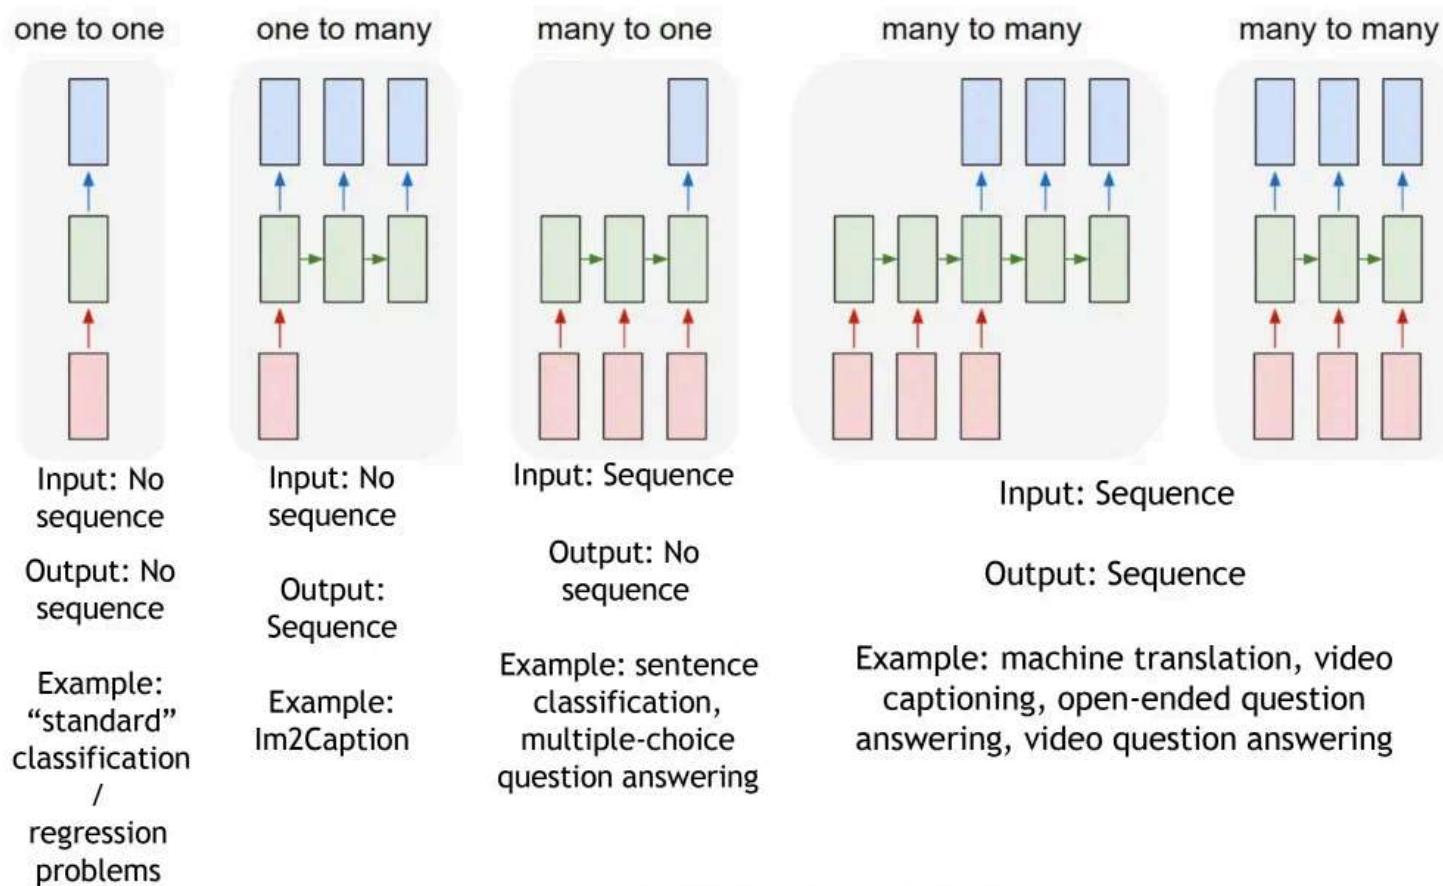 one to one
one to many
many to one
many to many
many to many
Input: No
sequence
Output: No
sequence
Example:
“standard”
classification
/
regression
problems
Input: No
sequence
Output:
Sequence
Example:
Im2Caption
Input: Sequence
Output: No
sequence
Example: sentence
classification,
multiple-choice
question answering
Input: Sequence
Output: Sequence
Example: machine translation, video
captioning, open-ended question
answering, video question answering